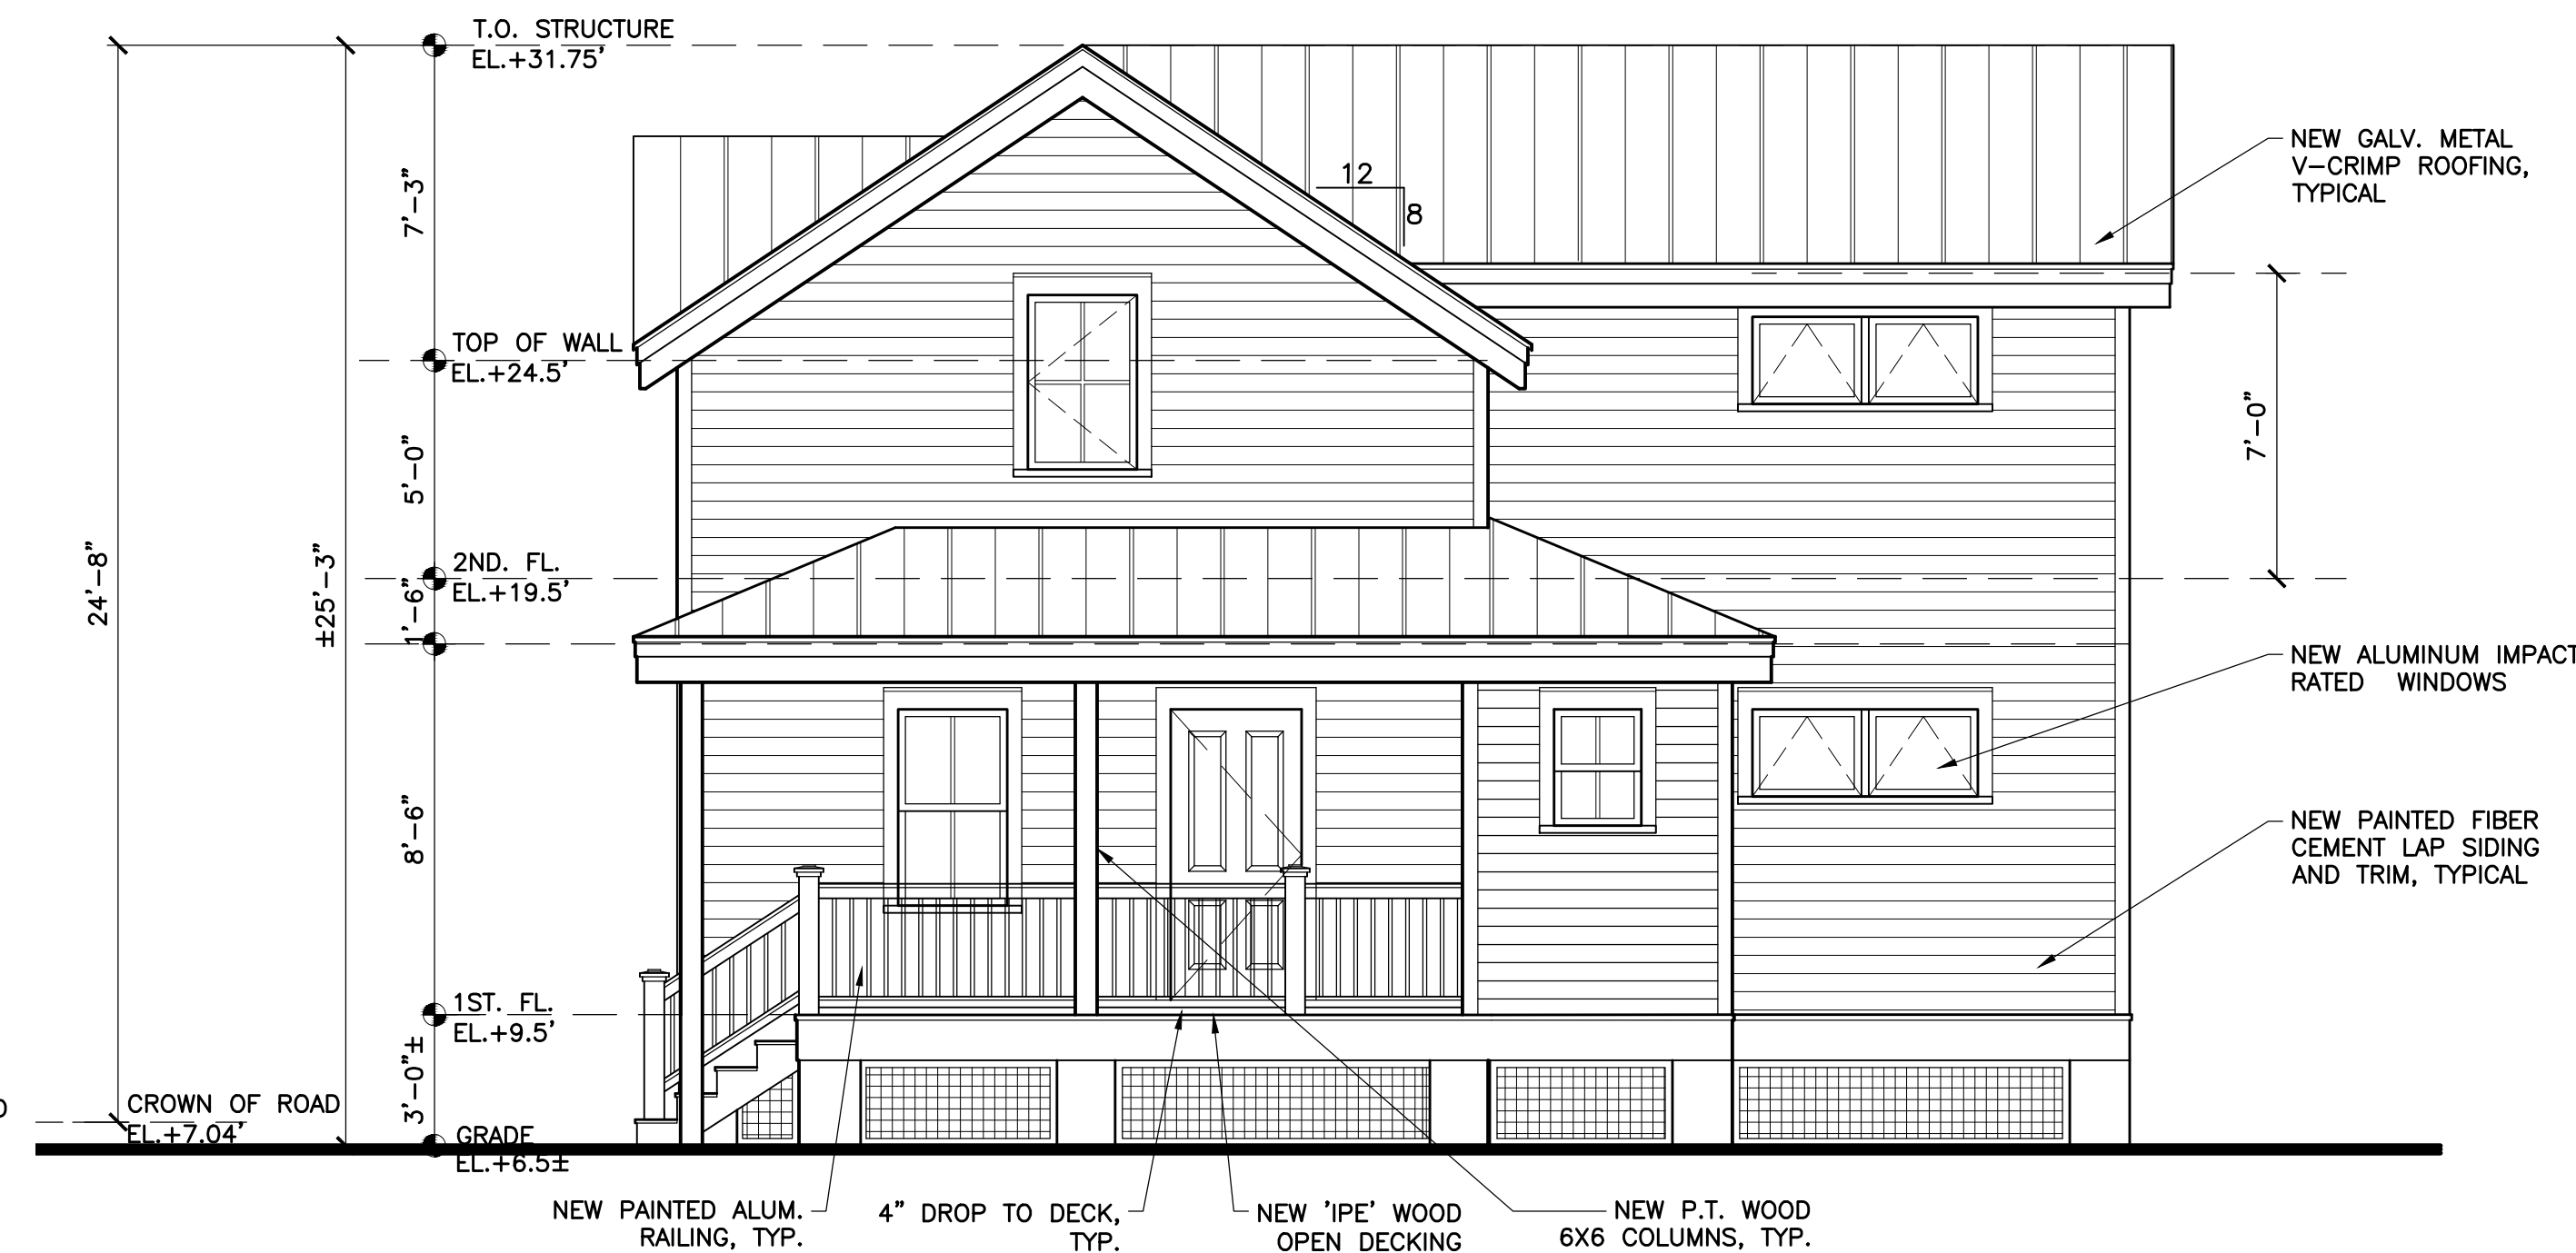 T.O. STRUCTURE
EL.+31.75'
7'-3"
TOP OF WALL
EL.+24.5'
5'-0"
24'-8"
±25'-3"
2ND. FL.
EL.+19.5'
1'-6"
8'-6"
1ST. FL.
EL.+9.5'
3'-0"±
CROWN OF ROAD
EL.+7.04'
GRADE
EL.+6.5±
12
8
NEW GALV. METAL
V-CRIMP ROOFING,
TYPICAL
7'-0"
NEW ALUMINUM IMPACT
RATED WINDOWS
NEW PAINTED FIBER
CEMENT LAP SIDING
AND TRIM, TYPICAL
NEW PAINTED ALUM.
RAILING, TYP.
4" DROP TO DECK,
TYP.
NEW 'IPE' WOOD
OPEN DECKING
NEW P.T. WOOD
6X6 COLUMNS, TYP.